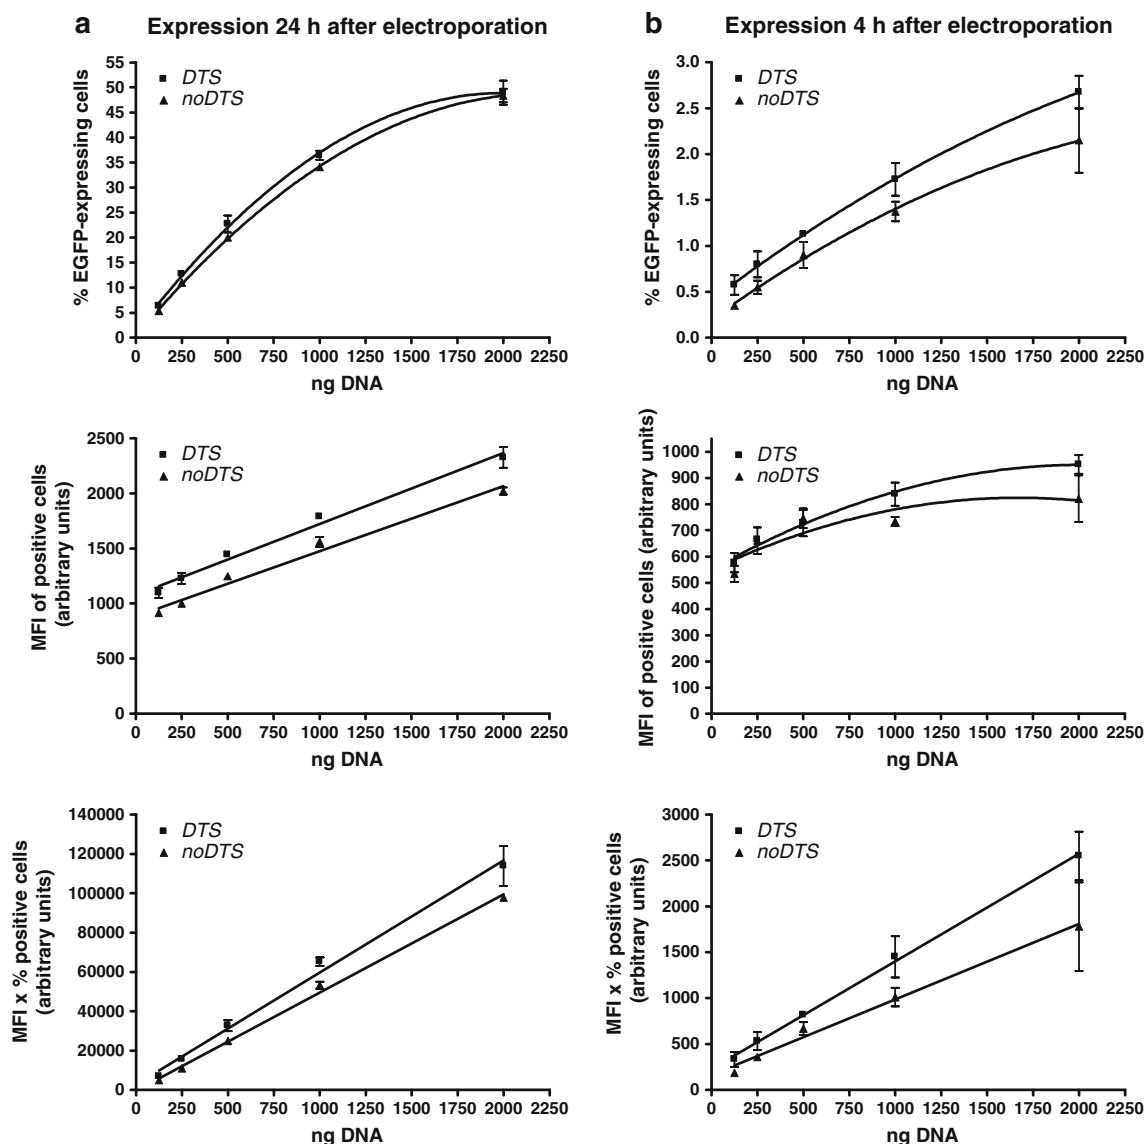 a Expression 24 h after electroporation
% EGFP-expressing cells
55
50
45
40
35
30
25
20
15
10
5
0
DTS
noDTS
0 250 500 750 1000 1250 1500 1750 2000 2250
ng DNA
MFI of positive cells
(arbitrary units)
2500
2000
1500
1000
500
0
DTS
noDTS
0 250 500 750 1000 1250 1500 1750 2000 2250
ng DNA
MFI x % positive cells
(arbitrary units)
140000
120000
100000
80000
60000
40000
20000
0
DTS
noDTS
0 250 500 750 1000 1250 1500 1750 2000 2250
ng DNA
b Expression 4 h after electroporation
% EGFP-expressing cells
3.0
2.5
2.0
1.5
1.0
0.5
0.0
DTS
noDTS
0 250 500 750 1000 1250 1500 1750 2000 2250
ng DNA
MFI of positive cells (arbitrary units)
1000
900
800
700
600
500
400
300
200
100
0
DTS
noDTS
0 250 500 750 1000 1250 1500 1750 2000 2250
ng DNA
MFI x % positive cells
(arbitrary units)
3000
2500
2000
1500
1000
500
0
DTS
noDTS
0 250 500 750 1000 1250 1500 1750 2000 2250
ng DNA